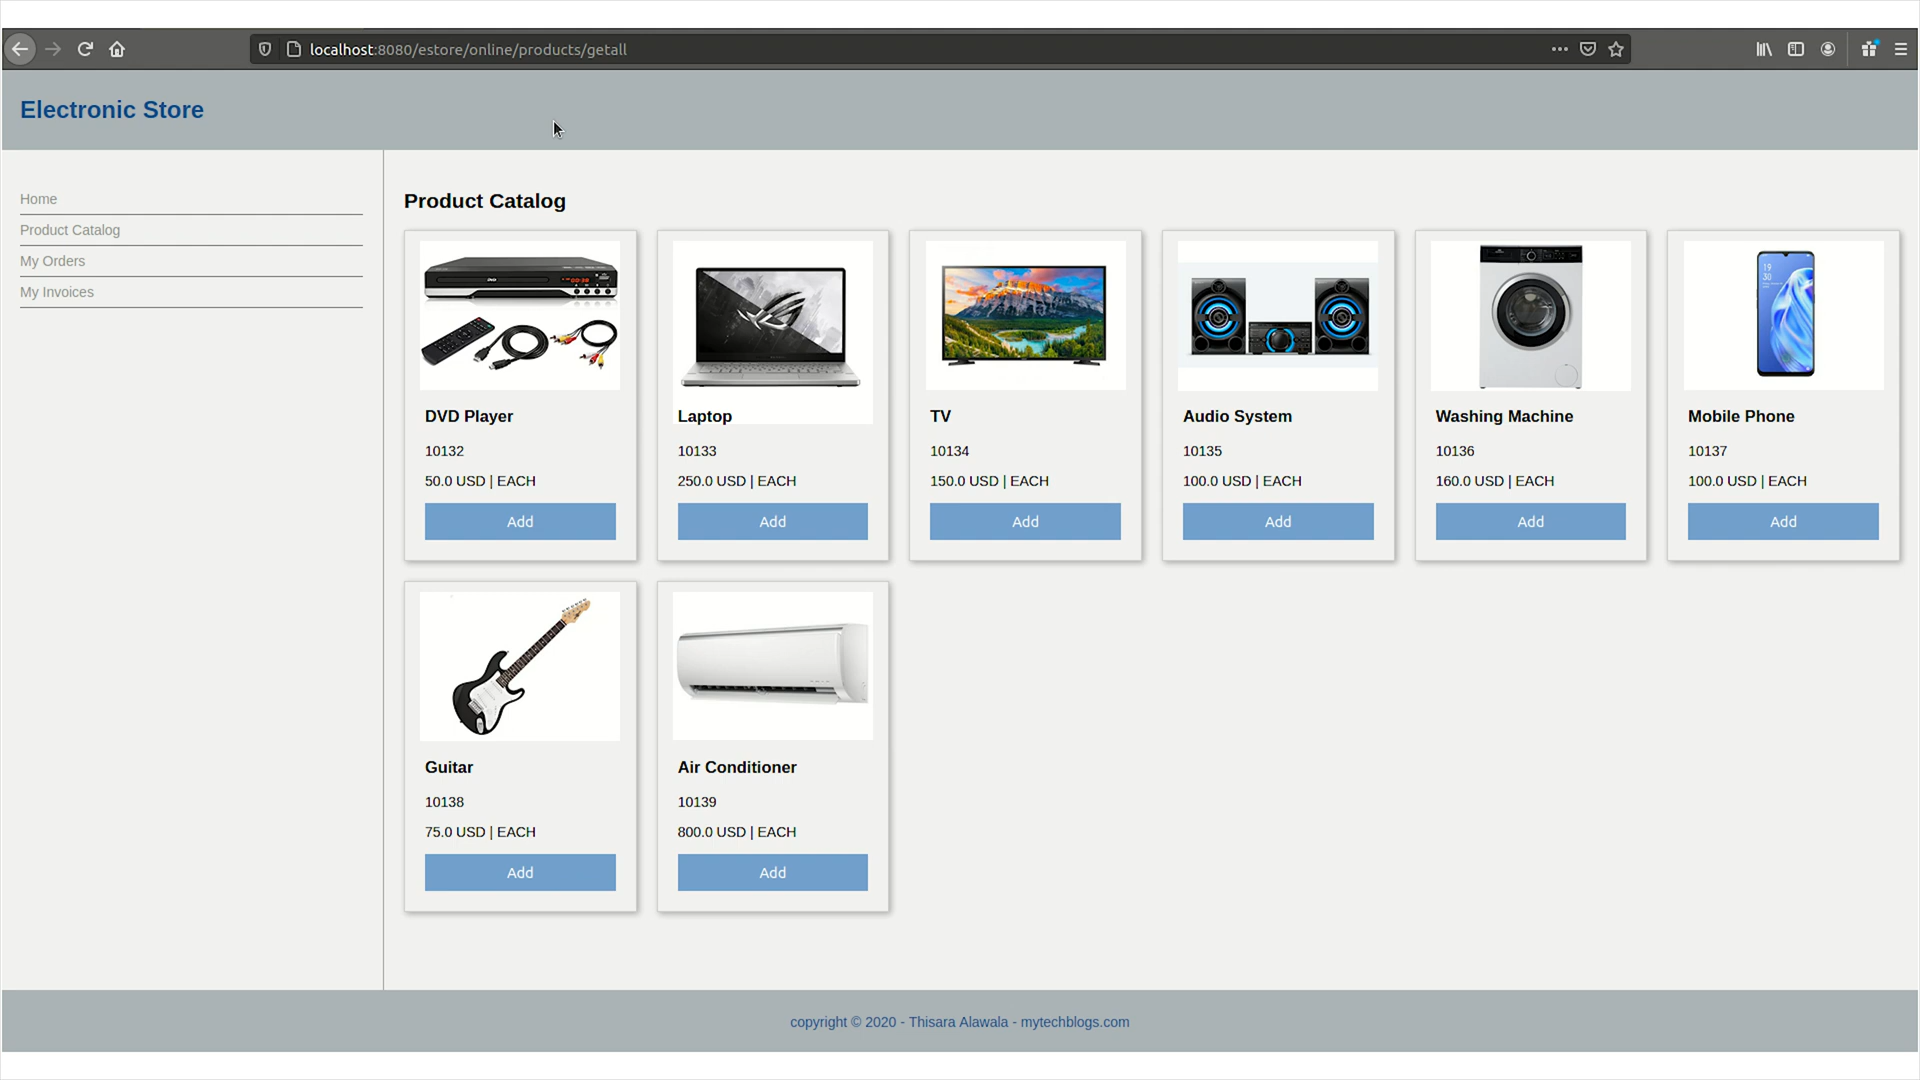 localhost:8080/estore/online/products/getall
Electronic Store
Home
Product Catalog
My Orders
My Invoices
Product Catalog
DVD Player
10132
50.0 USD | EACH
Add
Laptop
10133
250.0 USD | EACH
Add
TV
10134
150.0 USD | EACH
Add
Audio System
10135
100.0 USD | EACH
Add
Washing Machine
10136
160.0 USD | EACH
Add
19
30
Mobile Phone
10137
100.0 USD | EACH
Add
Guitar
10138
75.0 USD | EACH
Add
Air Conditioner
10139
800.0 USD | EACH
Add
copyright © 2020 - Thisara Alawala - mytechblogs.com